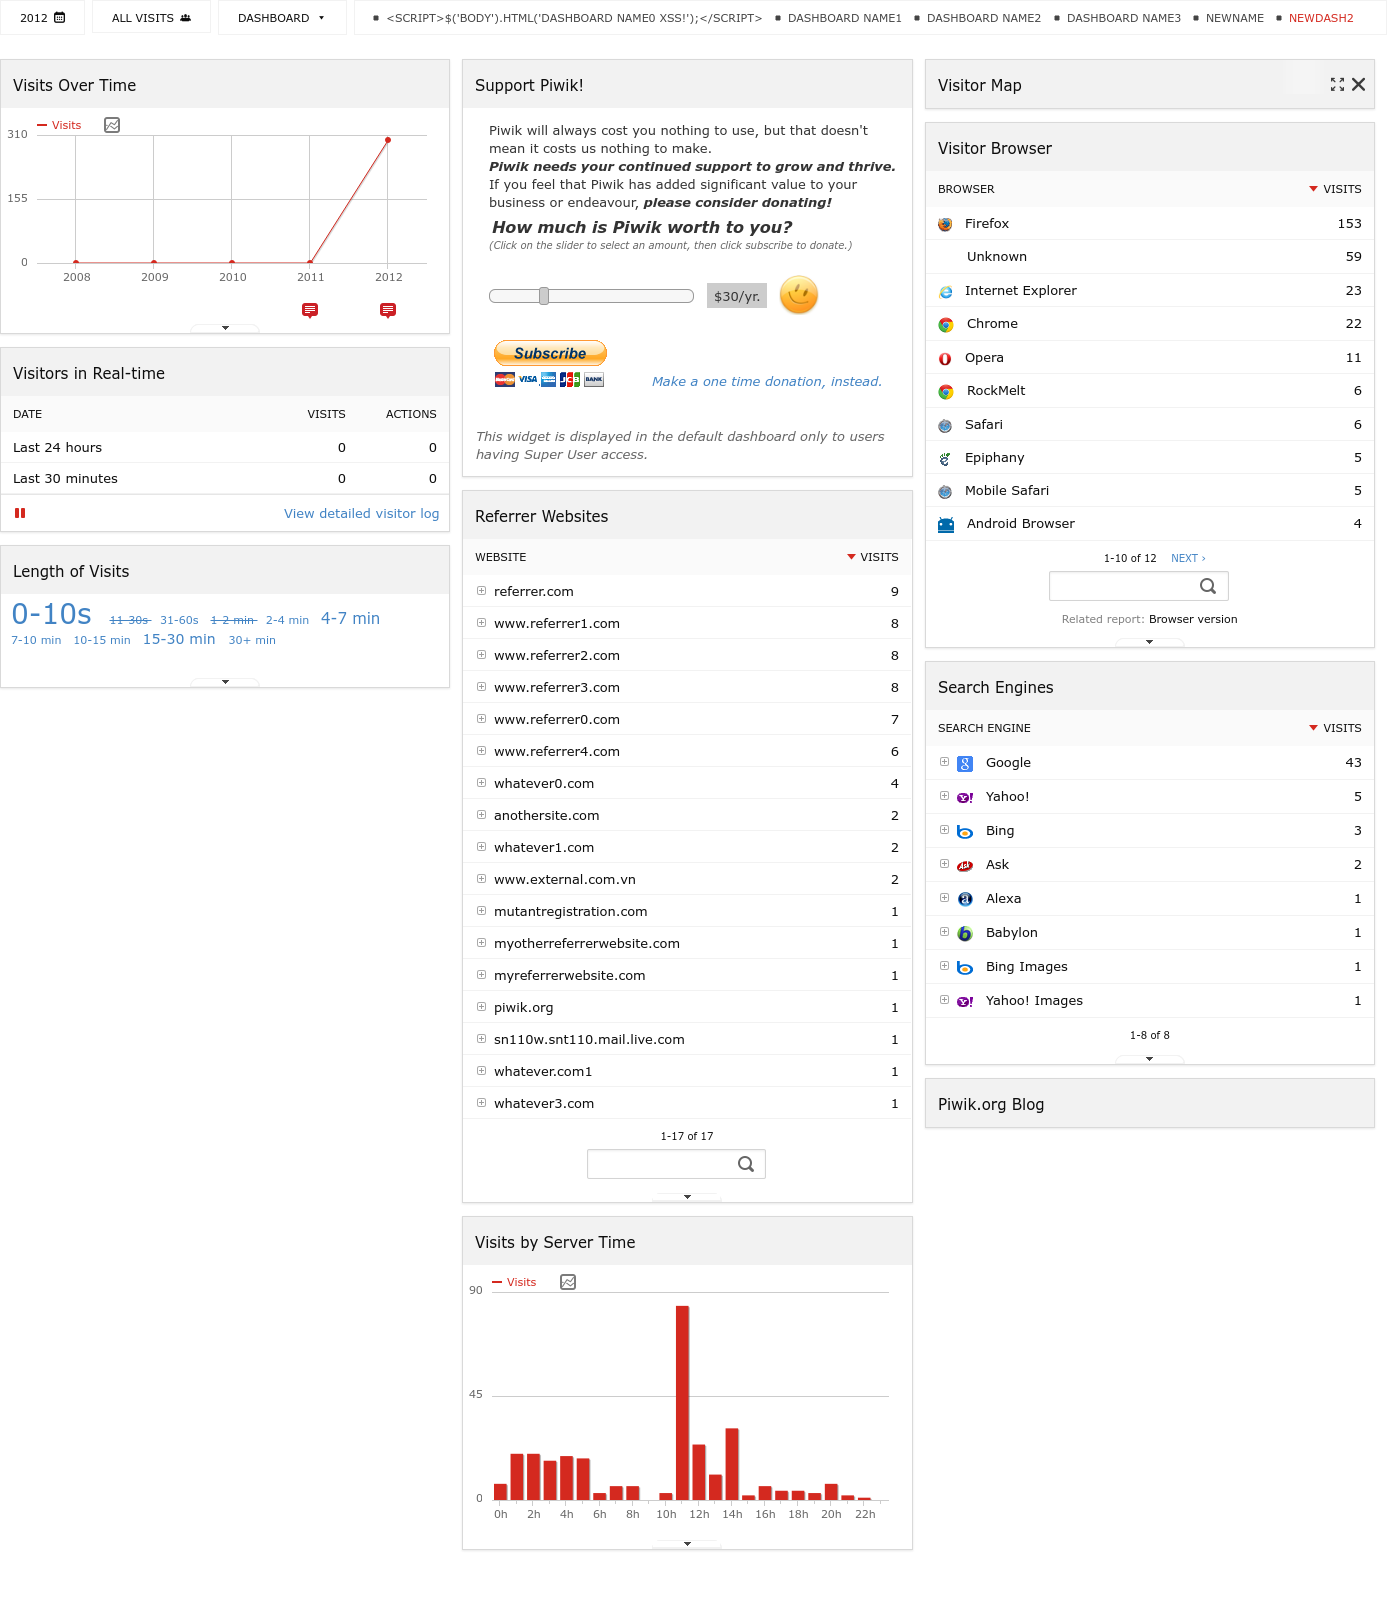 2012
ALL VISITS
DASHBOARD
<SCRIPT>$('BODY').HTML('DASHBOARD NAME0 XSS!');</SCRIPT>
DASHBOARD NAME1
DASHBOARD NAME2
DASHBOARD NAME3
NEWNAME
NEWDASH2
Visits Over Time
Visits
310
155
0
2008 2009 2010 2011 2012
Visitors in Real-time
DATE VISITS ACTIONS
Last 24 hours 0 0
Last 30 minutes 0 0
View detailed visitor log
Length of Visits
0-10s 11-30s 31-60s 1-2 min 2-4 min 4-7 min
7-10 min 10-15 min 15-30 min 30+ min
Support Piwik!
Piwik will always cost you nothing to use, but that doesn't
mean it costs us nothing to make.
Piwik needs your continued support to grow and thrive.
If you feel that Piwik has added significant value to your
business or endeavour, please consider donating!
How much is Piwik worth to you?
(Click on the slider to select an amount, then click subscribe to donate.)
$30/yr.
Subscribe
VISA JCB BANK
Make a one time donation, instead.
This widget is displayed in the default dashboard only to users
having Super User access.
Referrer Websites
WEBSITE VISITS
referrer.com 9
www.referrer1.com 8
www.referrer2.com 8
www.referrer3.com 8
www.referrer0.com 7
www.referrer4.com 6
whatever0.com 4
anothersite.com 2
whatever1.com 2
www.external.com.vn 2
mutantregistration.com 1
myotherreferrerwebsite.com 1
myreferrerwebsite.com 1
piwik.org 1
sn110w.snt110.mail.live.com 1
whatever.com1 1
whatever3.com 1
1-17 of 17
Visits by Server Time
Visits
90
45
0
0h 2h 4h 6h 8h 10h 12h 14h 16h 18h 20h 22h
Visitor Map
Visitor Browser
BROWSER VISITS
Firefox 153
Unknown 59
Internet Explorer 23
Chrome 22
Opera 11
RockMelt 6
Safari 6
Epiphany 5
Mobile Safari 5
Android Browser 4
1-10 of 12 NEXT ›
Related report: Browser version
Search Engines
SEARCH ENGINE VISITS
Google 43
Yahoo! 5
Bing 3
Ask 2
Alexa 1
Babylon 1
Bing Images 1
Yahoo! Images 1
1-8 of 8
Piwik.org Blog